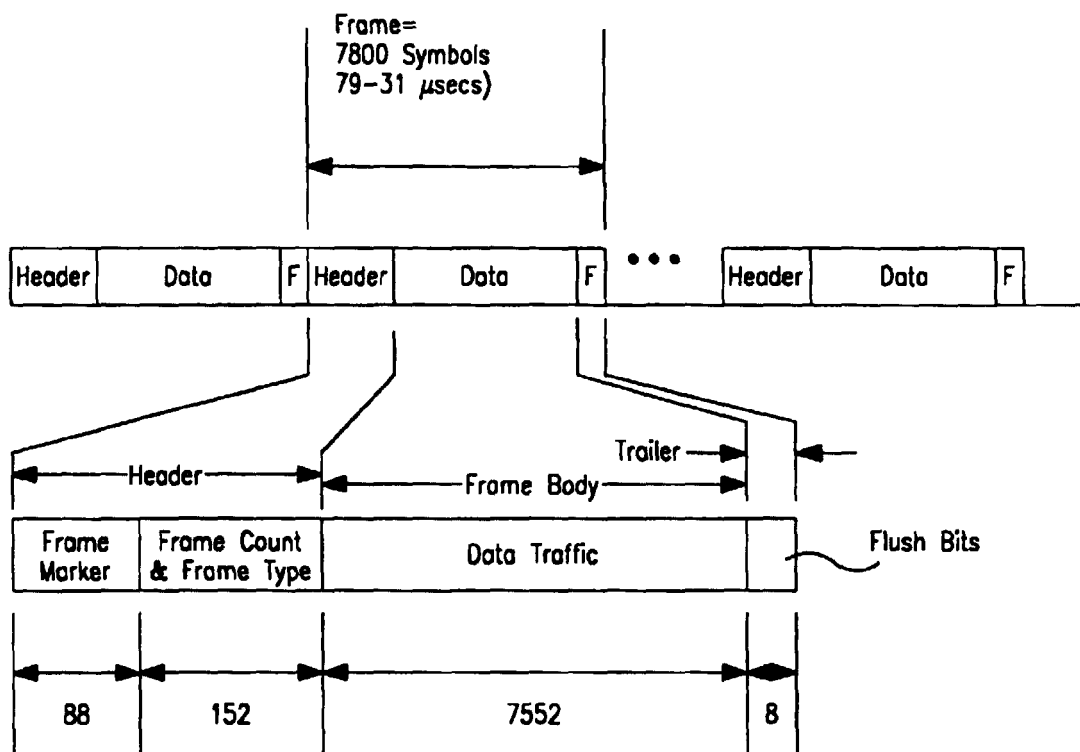 Frame=
7800 Symbols
79-31 μsecs)
Header Data F Header Data F ••• Header Data F
Trailer
Header
Frame Body
Frame Marker
Frame Count & Frame Type
Data Traffic
Flush Bits
88 152 7552 8